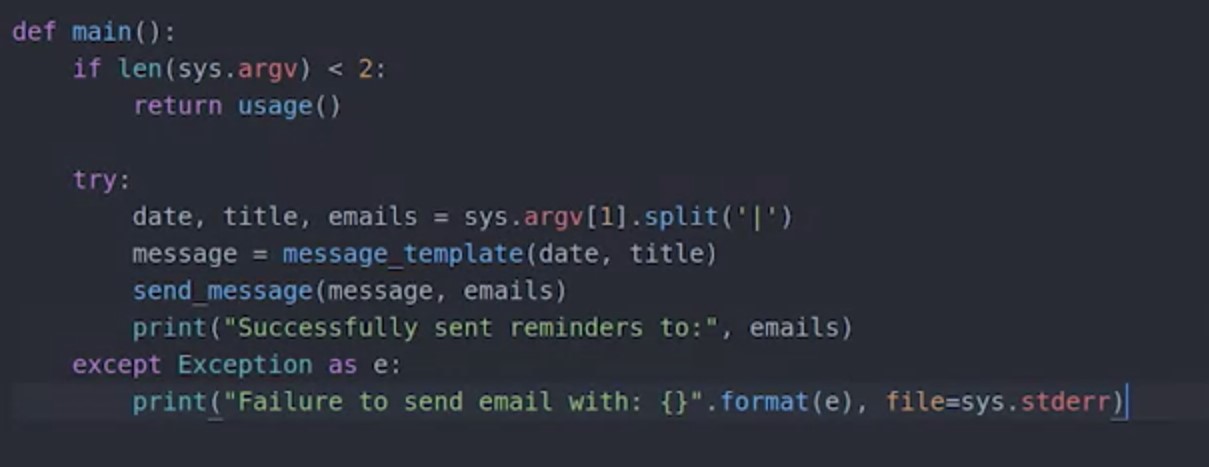 def main():
    if len(sys.argv) < 2:
        return usage()

    try:
        date, title, emails = sys.argv[1].split('|')
        message = message_template(date, title)
        send_message(message, emails)
        print("Successfully sent reminders to:", emails)
    except Exception as e:
        print("Failure to send email with: {}".format(e), file=sys.stderr)